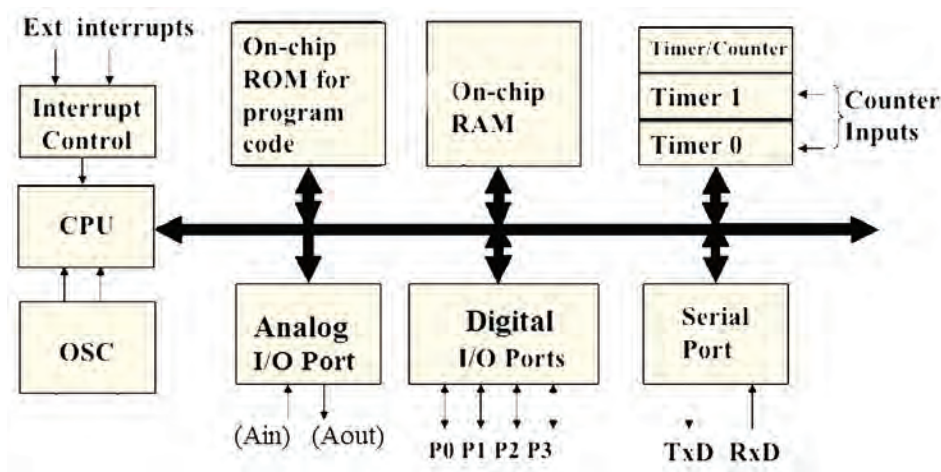 Ext interrupts
Interrupt
Control
CPU
OSC
On-chip
ROM for
program
code
On-chip
RAM
Timer/Counter
Timer 1
Timer 0
Counter
Inputs
Analog
I/O Port
(Ain) (Aout)
Digital
I/O Ports
P0 P1 P2 P3
Serial
Port
TxD RxD